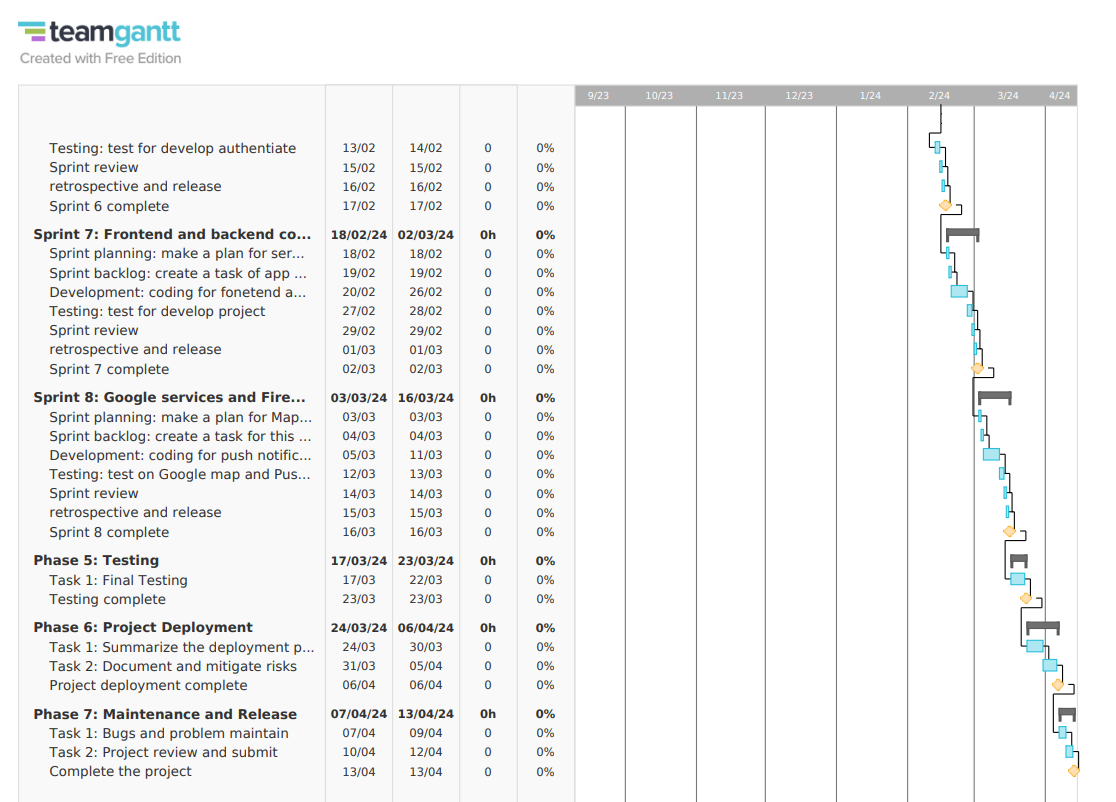 teamgantt
Created with Free Edition
9/23 10/23 11/23 12/23 1/24 2/24 3/24 4/24
Testing: test for develop authentiate 13/02 14/02 0 0%
Sprint review 15/02 15/02 0 0%
retrospective and release 16/02 16/02 0 0%
Sprint 6 complete 17/02 17/02 0 0%
Sprint 7: Frontend and backend co... 18/02/24 02/03/24 0h 0%
Sprint planning: make a plan for ser... 18/02 18/02 0 0%
Sprint backlog: create a task of app ... 19/02 19/02 0 0%
Development: coding for fonetend a... 20/02 26/02 0 0%
Testing: test for develop project 27/02 28/02 0 0%
Sprint review 29/02 29/02 0 0%
retrospective and release 01/03 01/03 0 0%
Sprint 7 complete 02/03 02/03 0 0%
Sprint 8: Google services and Fire... 03/03/24 16/03/24 0h 0%
Sprint planning: make a plan for Map... 03/03 03/03 0 0%
Sprint backlog: create a task for this ... 04/03 04/03 0 0%
Development: coding for push notific... 05/03 11/03 0 0%
Testing: test on Google map and Pus... 12/03 13/03 0 0%
Sprint review 14/03 14/03 0 0%
retrospective and release 15/03 15/03 0 0%
Sprint 8 complete 16/03 16/03 0 0%
Phase 5: Testing 17/03/24 23/03/24 0h 0%
Task 1: Final Testing 17/03 22/03 0 0%
Testing complete 23/03 23/03 0 0%
Phase 6: Project Deployment 24/03/24 06/04/24 0h 0%
Task 1: Summarize the deployment p... 24/03 30/03 0 0%
Task 2: Document and mitigate risks 31/03 05/04 0 0%
Project deployment complete 06/04 06/04 0 0%
Phase 7: Maintenance and Release 07/04/24 13/04/24 0h 0%
Task 1: Bugs and problem maintain 07/04 09/04 0 0%
Task 2: Project review and submit 10/04 12/04 0 0%
Complete the project 13/04 13/04 0 0%